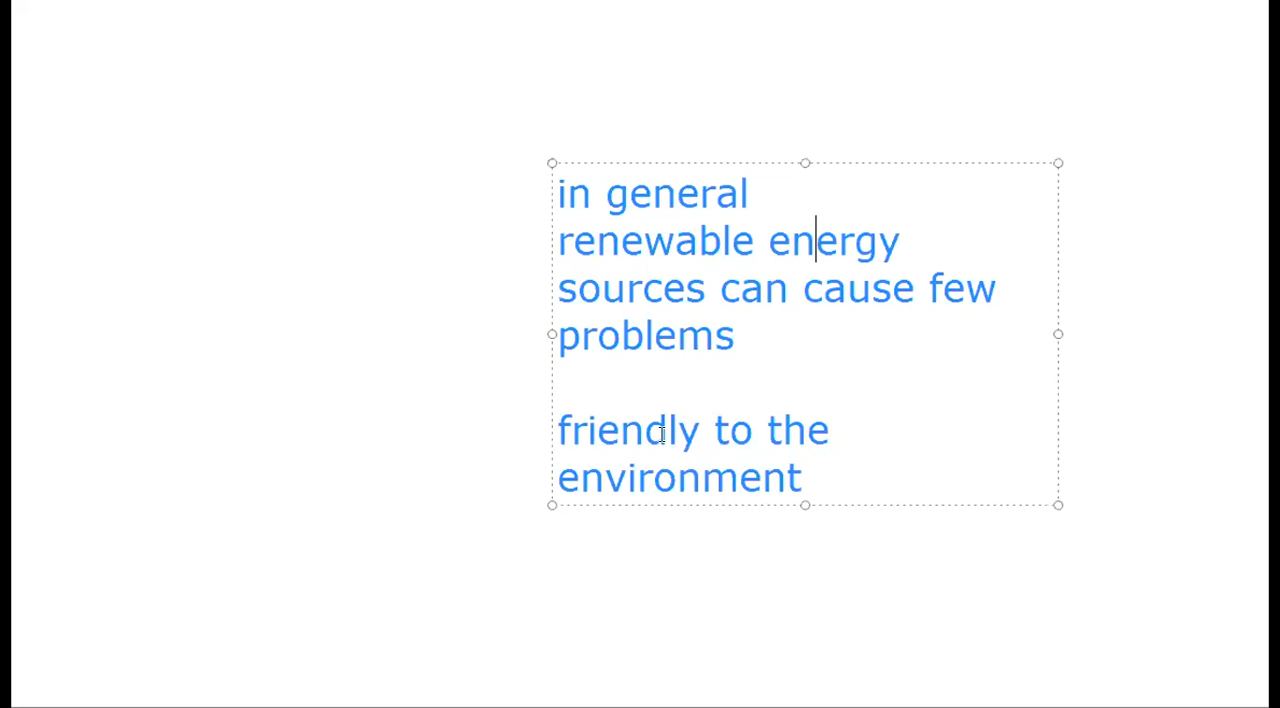 in general
renewable energy
sources can cause few
problems
friendly to the
environment